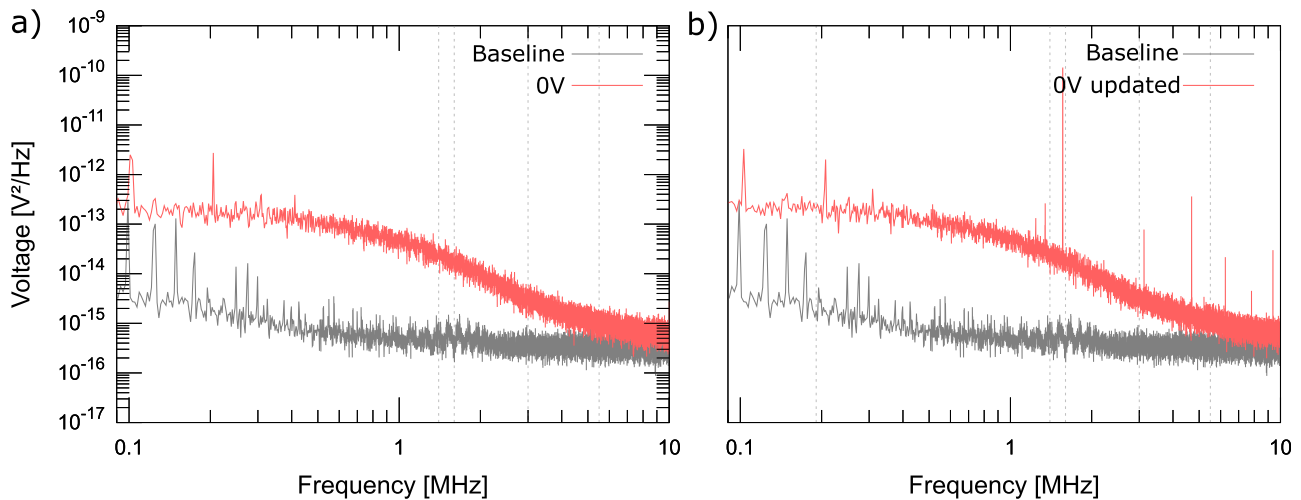 a)
Voltage [V²/Hz]
10⁻⁹
10⁻¹⁰
10⁻¹¹
10⁻¹²
10⁻¹³
10⁻¹⁴
10⁻¹⁵
10⁻¹⁶
10⁻¹⁷
Baseline
0V
0.1 1 10
Frequency [MHz]
b)
Baseline
0V updated
0.1 1 10
Frequency [MHz]